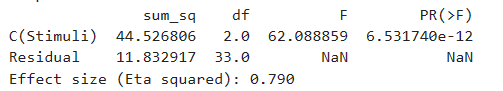 sum_sq df F PR(>F)
C(Stimuli) 44.526806 2.0 62.088859 6.531740e-12
Residual 11.832917 33.0 NaN NaN
Effect size (Eta squared): 0.790